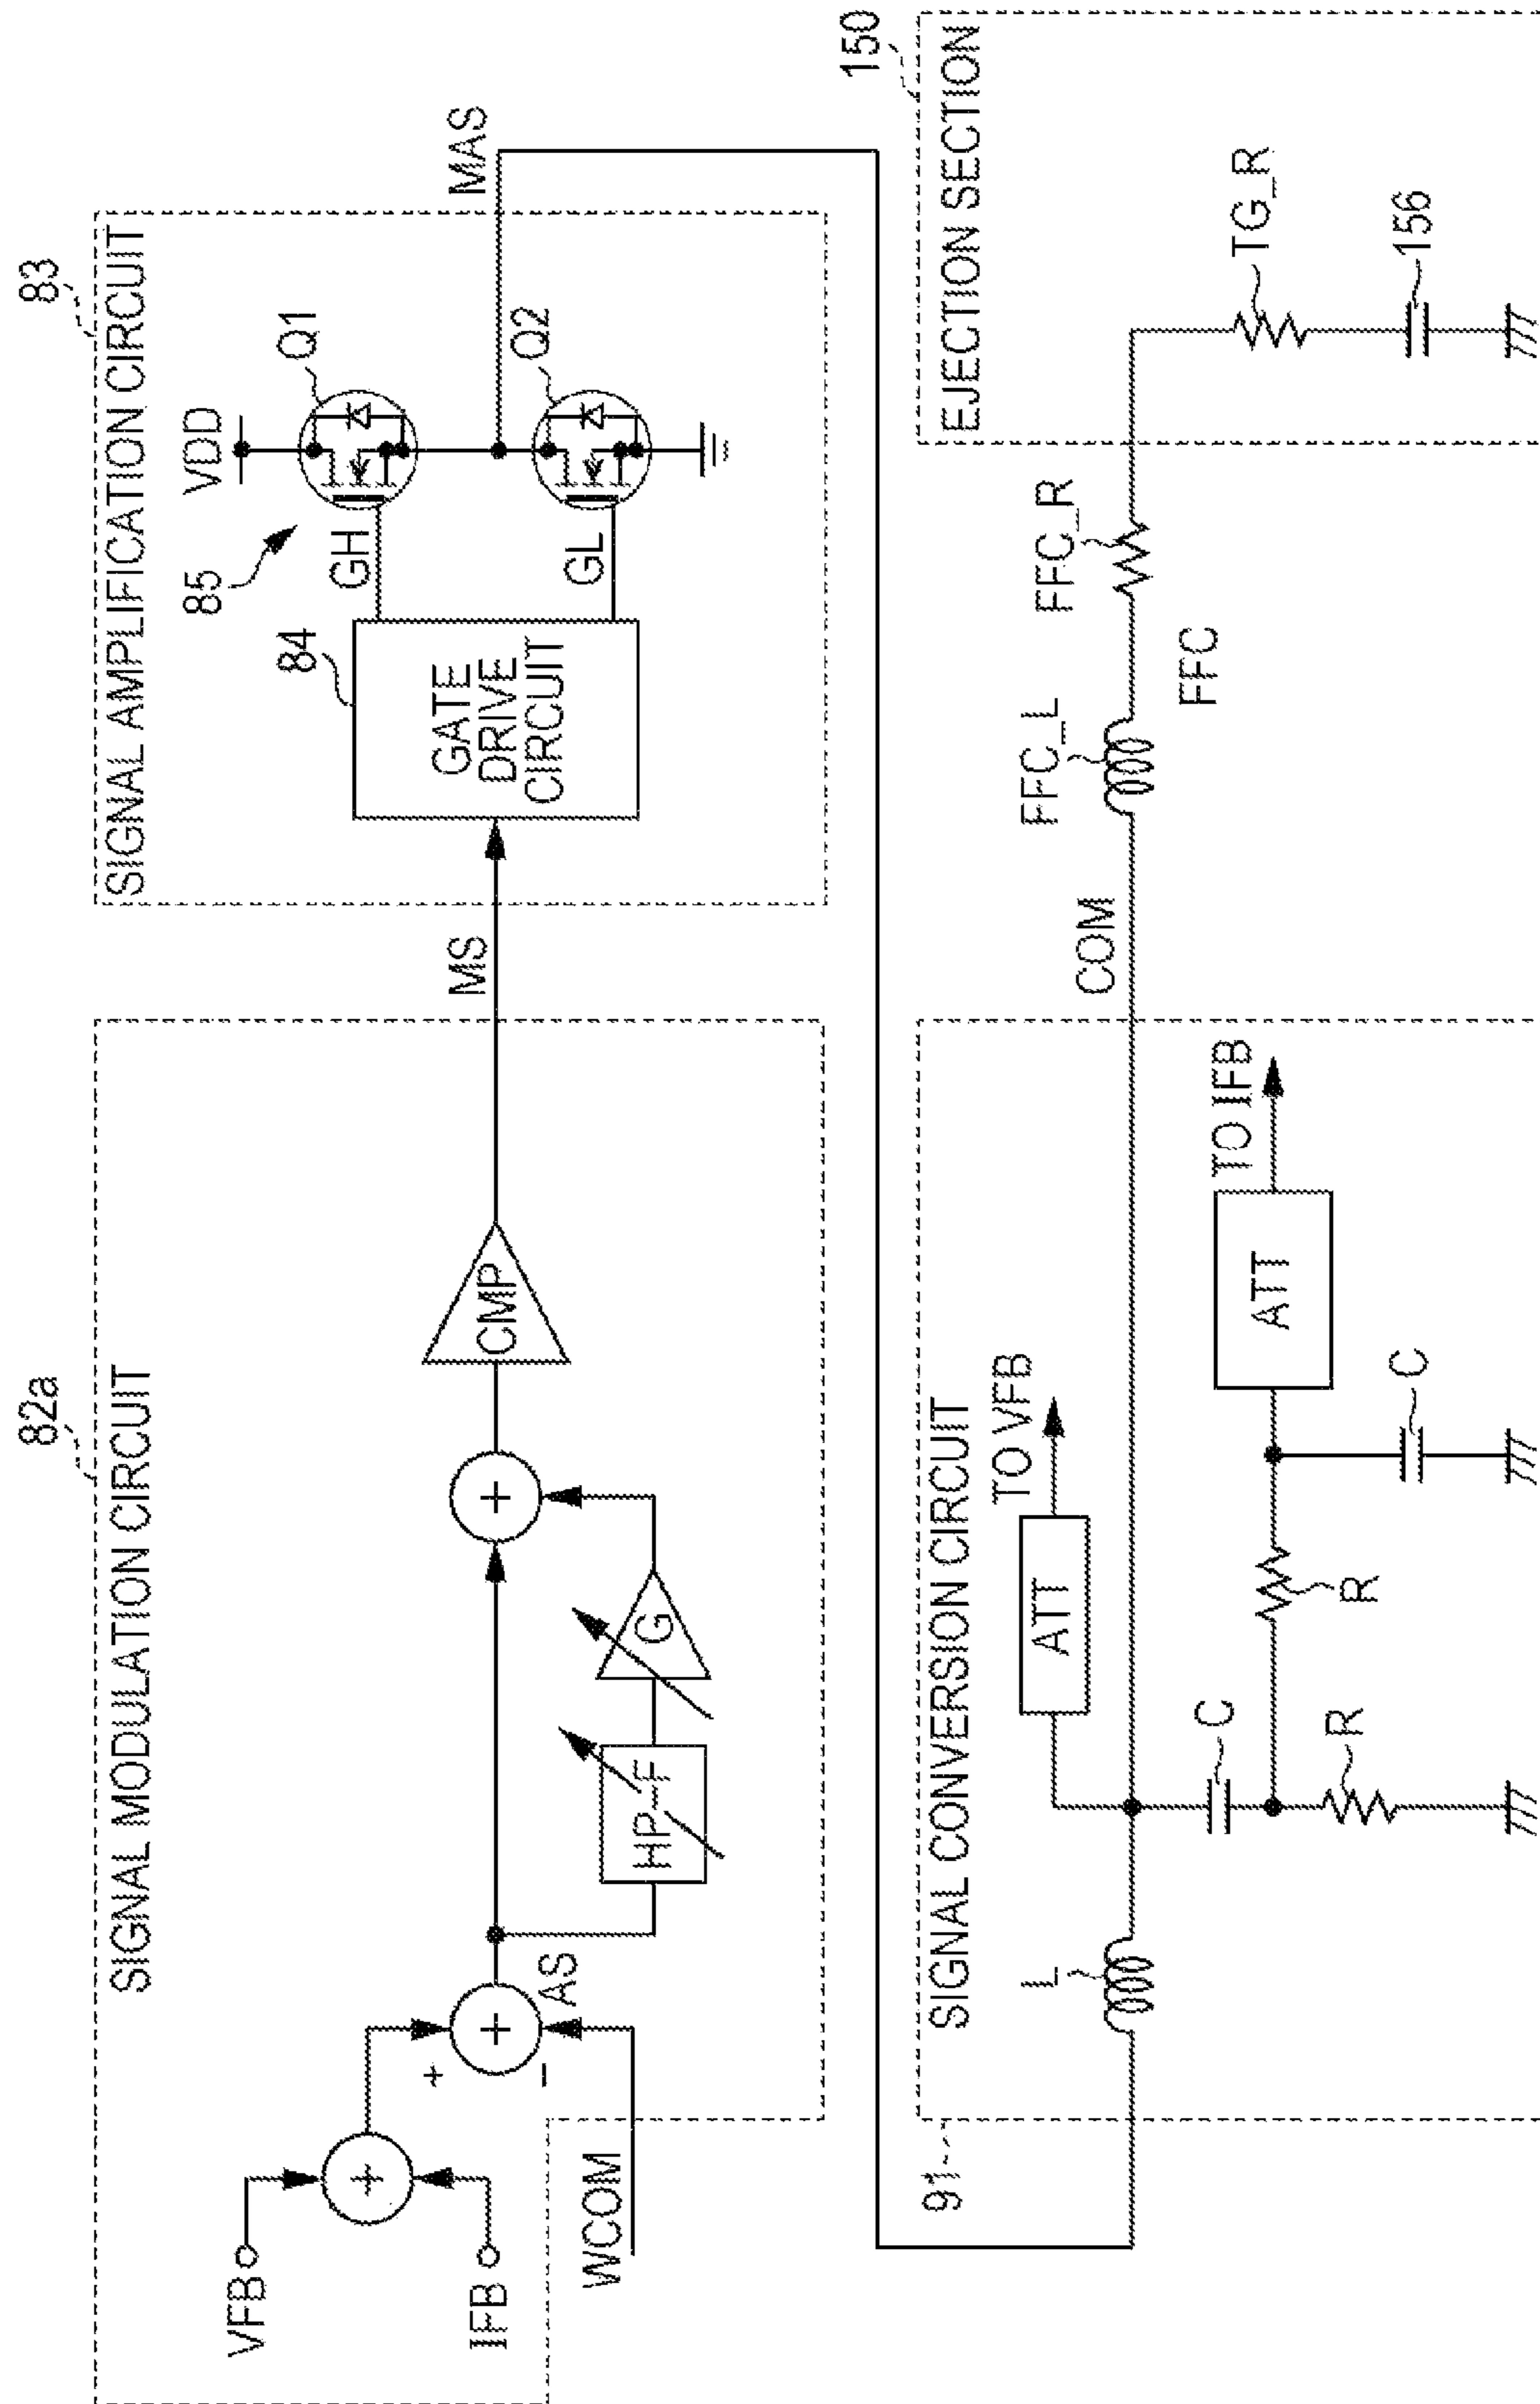 82a
SIGNAL MODULATION CIRCUIT
VFB
IFB
WCOM
+
+
−
+
AS
HP-F
G
+
CMP
MS
83
SIGNAL AMPLIFICATION CIRCUIT
84
GATE
DRIVE
CIRCUIT
85
VDD
GH
GL
Q1
Q2
MAS
91
SIGNAL CONVERSION CIRCUIT
L
ATT
TO VFB
C
R
R
C
ATT
TO IFB
COM
FFC_L
FFC_R
FFC
150
EJECTION SECTION
TG_R
156